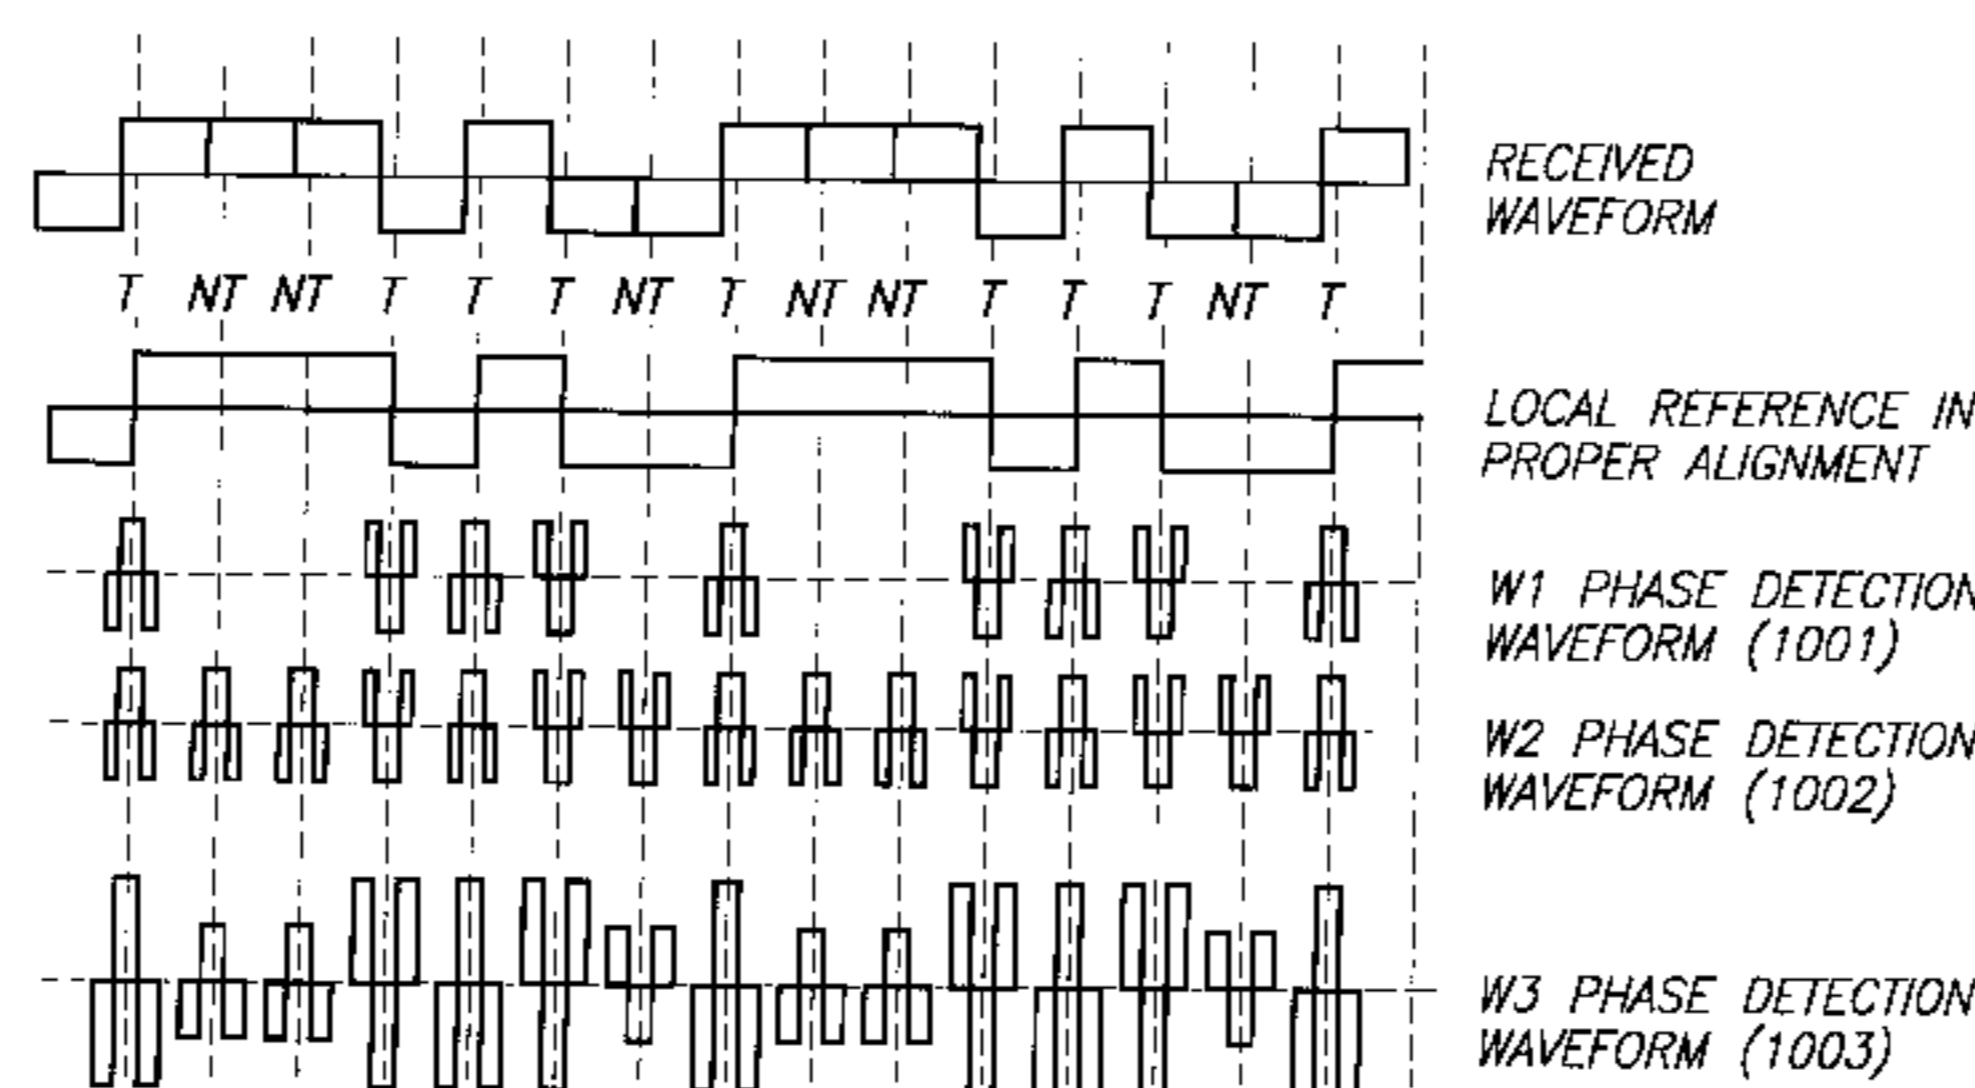 RECEIVED
WAVEFORM
T NT NT T T T NT T NT NT T T T NT T
LOCAL REFERENCE IN
PROPER ALIGNMENT
W1 PHASE DETECTION
WAVEFORM (1001)
W2 PHASE DETECTION
WAVEFORM (1002)
W3 PHASE DETECTION
WAVEFORM (1003)